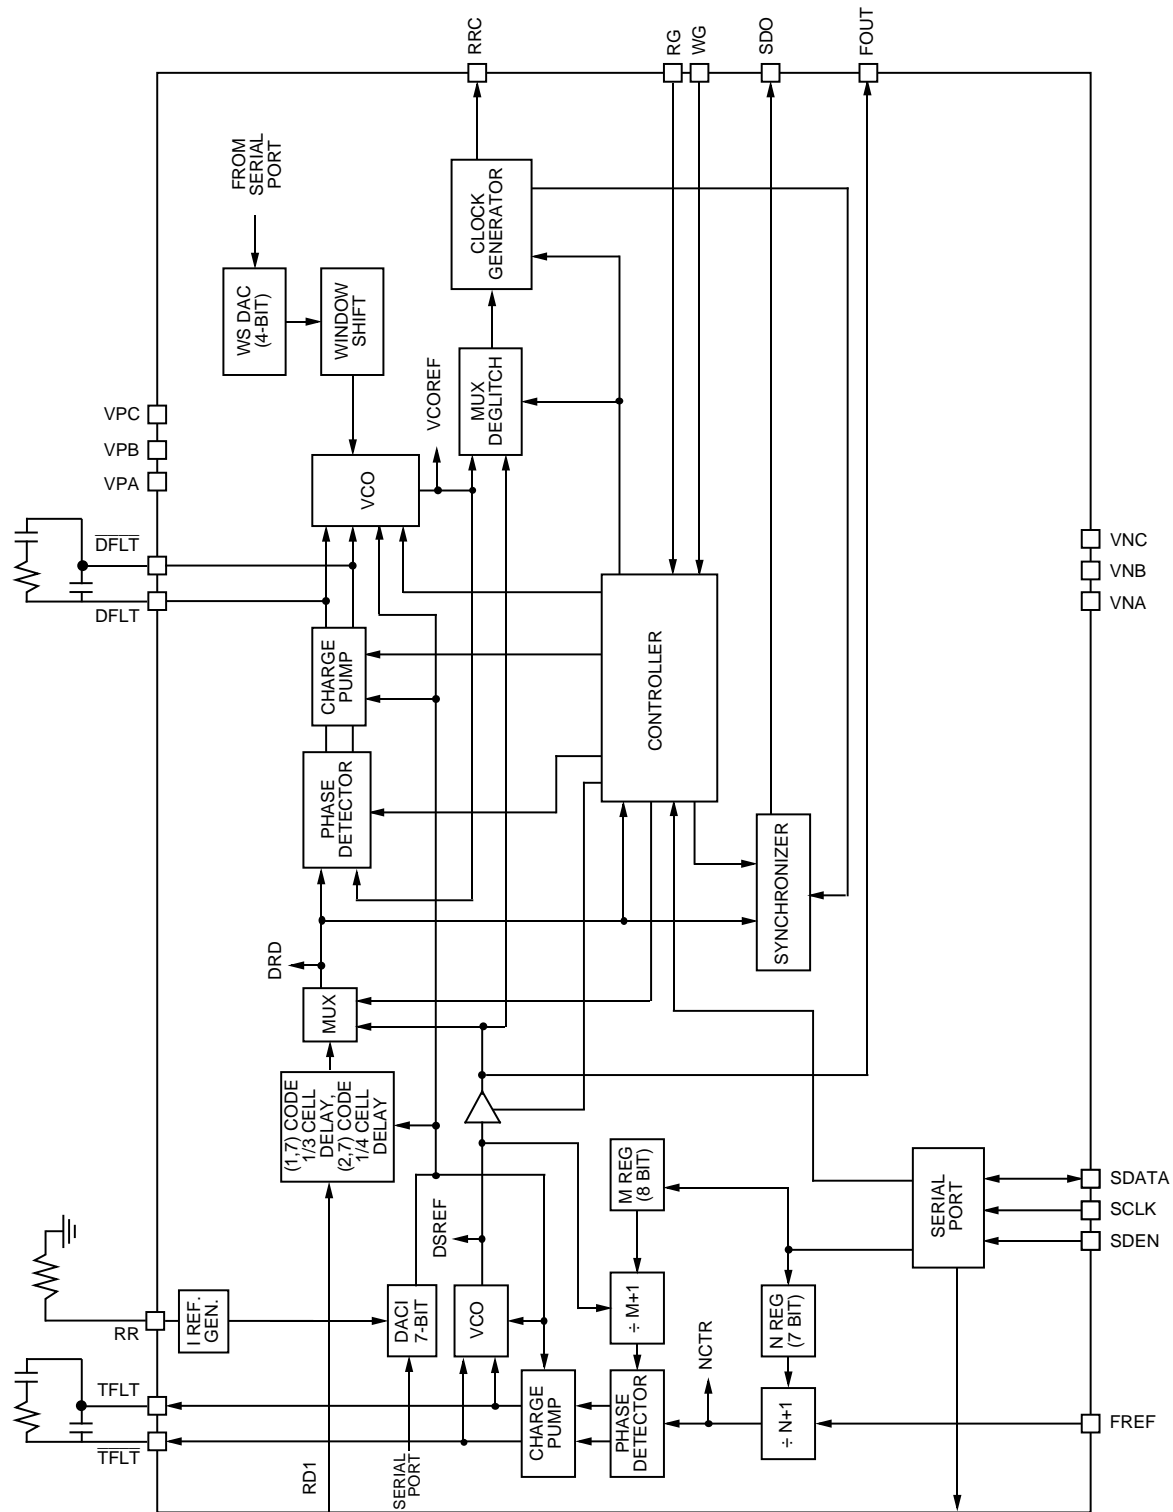 RRC
RG
WG
SDO
FOUT
FROM
SERIAL
PORT
WS DAC
(4-BIT)
WINDOW
SHIFT
CLOCK
GENERATOR
MUX
DEGLITCH
VCOREF
VCO
VPC
VPB
VPA
DFLT
DFLT
VNC
VNB
VNA
CHARGE
PUMP
PHASE
DETECTOR
CONTROLLER
SYNCHRONIZER
DRD
MUX
(1,7) CODE
1/3 CELL
DELAY,
(2,7) CODE
1/4 CELL
DELAY
DSREF
M REG
(8 BIT)
SERIAL
PORT
SDATA
SCLK
SDEN
RR
I REF.
GEN.
DACI
7-BIT
VCO
÷ M+1
N REG
(7 BIT)
NCTR
TFLT
TFLT
CHARGE
PUMP
PHASE
DETECTOR
÷ N+1
FREF
RD1
SERIAL
PORT